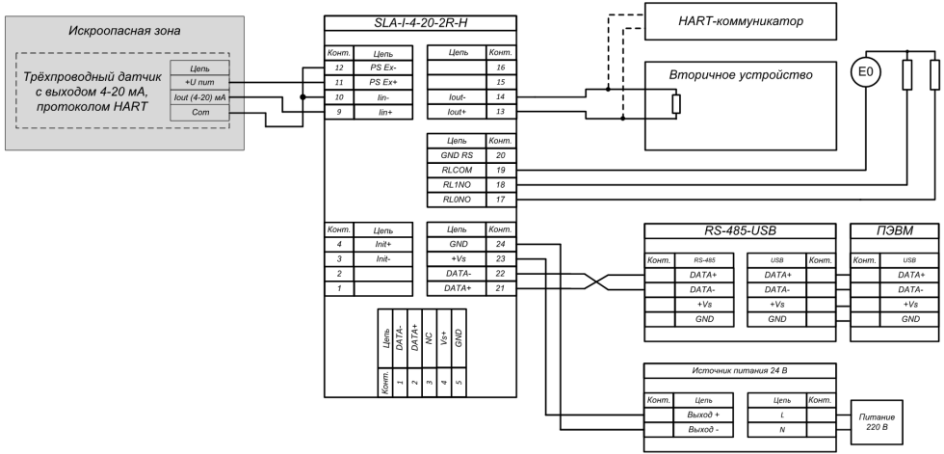 Искроопасная зона
Трёхпроводный датчик
с выходом 4-20 мА,
протоколом HART
Цепь
+U пит
Iout (4-20) мА
Com
SLA-I-4-20-2R-H
Конт. Цепь
12 PS Ex-
11 PS Ex+
10 Iin-
9 Iin+
Цепь Конт.
16
15
Iout- 14
Iout+ 13
Цепь Конт.
GND RS 20
RLCOM 19
RL1NO 18
RL0NO 17
Конт. Цепь
4 Init+
3 Init-
2
1
Цепь Конт.
GND 24
+Vs 23
DATA- 22
DATA+ 21
Цепь DATA- DATA+ NC Vs+ GND
Конт. 1 2 3 4 5
HART-коммуникатор
Вторичное устройство
E0
RS-485-USB
Конт. RS-485 USB Конт.
DATA+ DATA+
DATA- DATA-
+Vs +Vs
GND GND
ПЭВМ
Конт. USB
DATA+
DATA-
+Vs
GND
Источник питания 24 В
Конт. Цепь Цепь Конт.
Выход + L
Выход - N
Питание
220 В